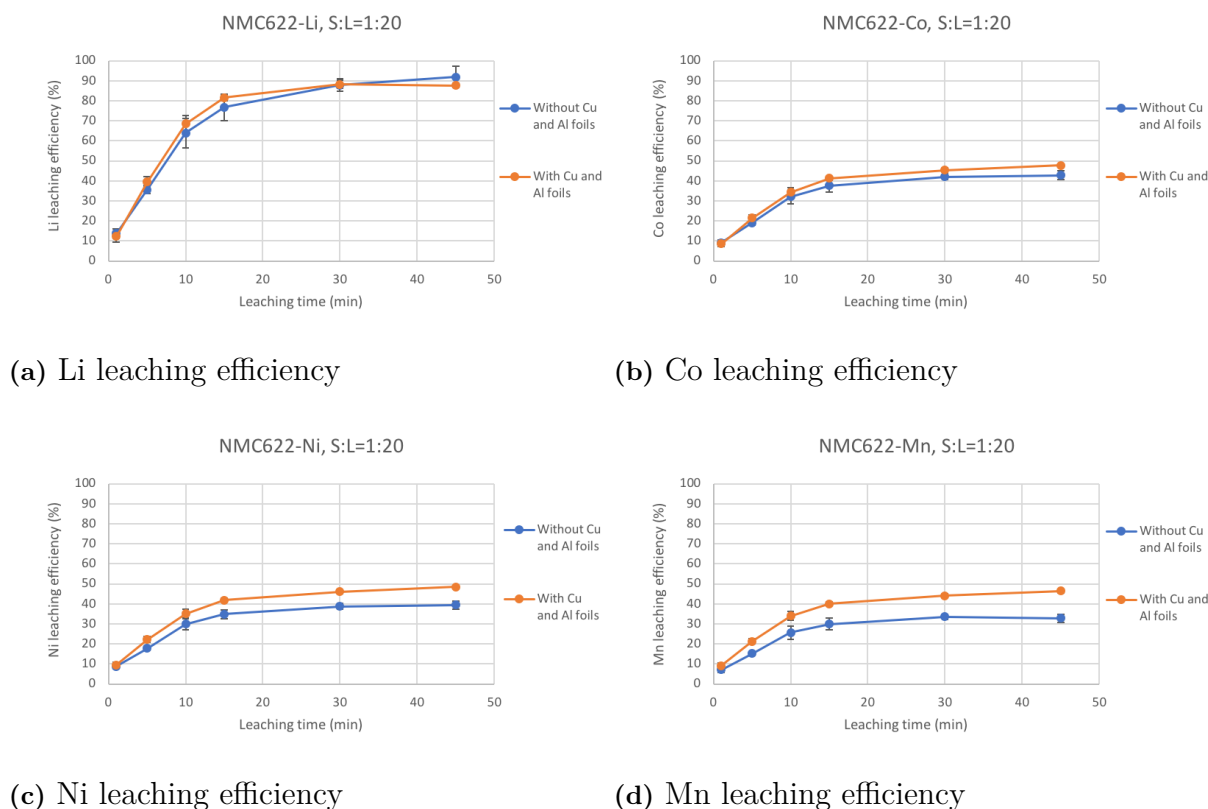 NMC622-Li, S:L=1:20
Li leaching efficiency (%)
100
90
80
70
60
50
40
30
20
10
0
0 10 20 30 40 50
Leaching time (min)
Without Cu
and Al foils
With Cu and
Al foils
(a) Li leaching efficiency
NMC622-Co, S:L=1:20
Co leaching efficiency (%)
100
90
80
70
60
50
40
30
20
10
0
0 10 20 30 40 50
Leaching time (min)
Without Cu
and Al foils
With Cu and
Al foils
(b) Co leaching efficiency
NMC622-Ni, S:L=1:20
Ni leaching efficiency (%)
100
90
80
70
60
50
40
30
20
10
0
0 10 20 30 40 50
Leaching time (min)
Without Cu
and Al foils
With Cu
and Al foils
(c) Ni leaching efficiency
NMC622-Mn, S:L=1:20
Mn leaching efficiency (%)
100
90
80
70
60
50
40
30
20
10
0
0 10 20 30 40 50
Leaching time (min)
Without Cu
and Al foils
With Cu and
Al foils
(d) Mn leaching efficiency